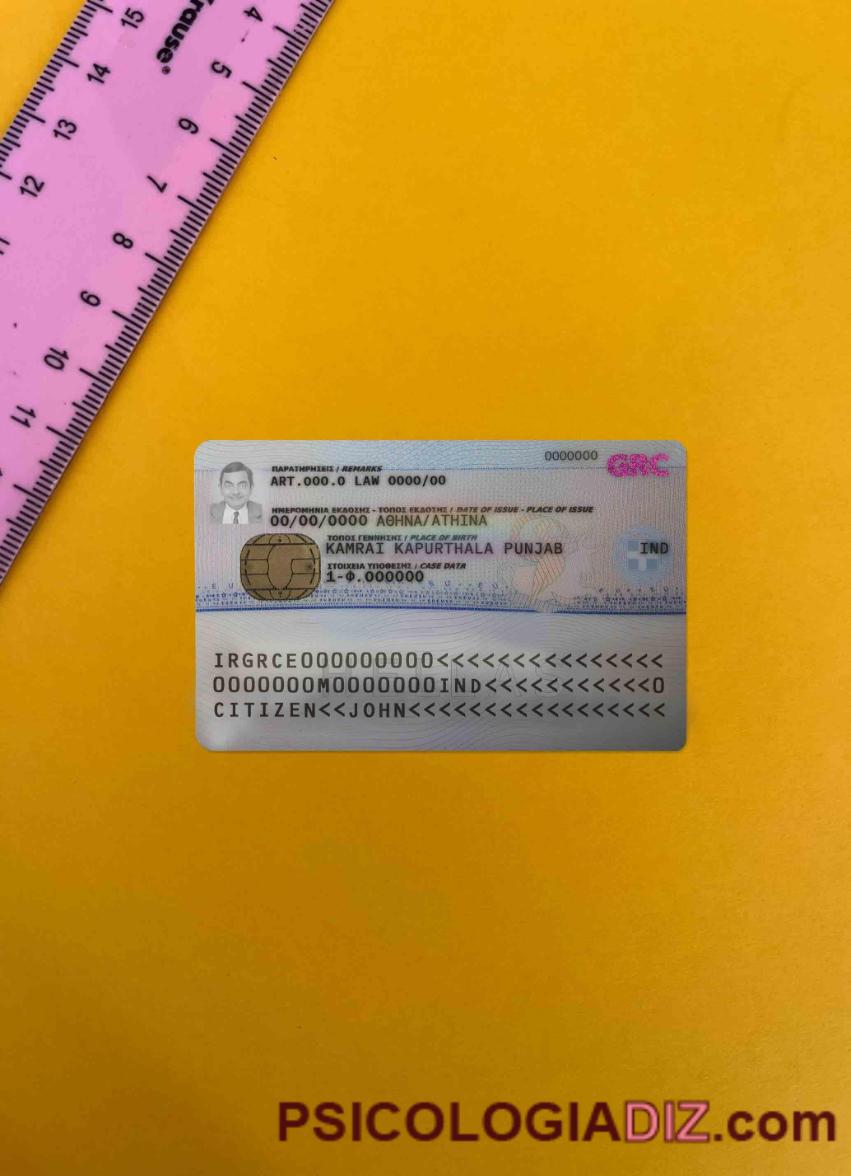 15
14
13
12
11
Krause®
4
5
6
7
8
9
10
11
0000000
GRC
ΠΑΡΑΤΗΡΗΣΕΙΣ / REMARKS
ART.000.0 LAW 0000/00
ΗΜΕΡΟΜΗΝΙΑ ΕΚΔΟΣΗΣ - ΤΟΠΟΣ ΕΚΔΟΣΗΣ / DATE OF ISSUE - PLACE OF ISSUE
00/00/0000 ΑΘΗΝΑ/ATHINA
ΤΟΠΟΣ ΓΕΝΝΗΣΗΣ / PLACE OF BIRTH
KAMRAI KAPURTHALA PUNJAB IND
ΣΤΟΙΧΕΙΑ ΥΠΟΘΕΣΗΣ / CASE DATA
1-Φ.000000
IRGRCE0000000000<<<<<<<<<<<<<<<
0000000M0000000IND<<<<<<<<<<<0
CITIZEN<<JOHN<<<<<<<<<<<<<<<<<
PSICOLOGIADIZ.com